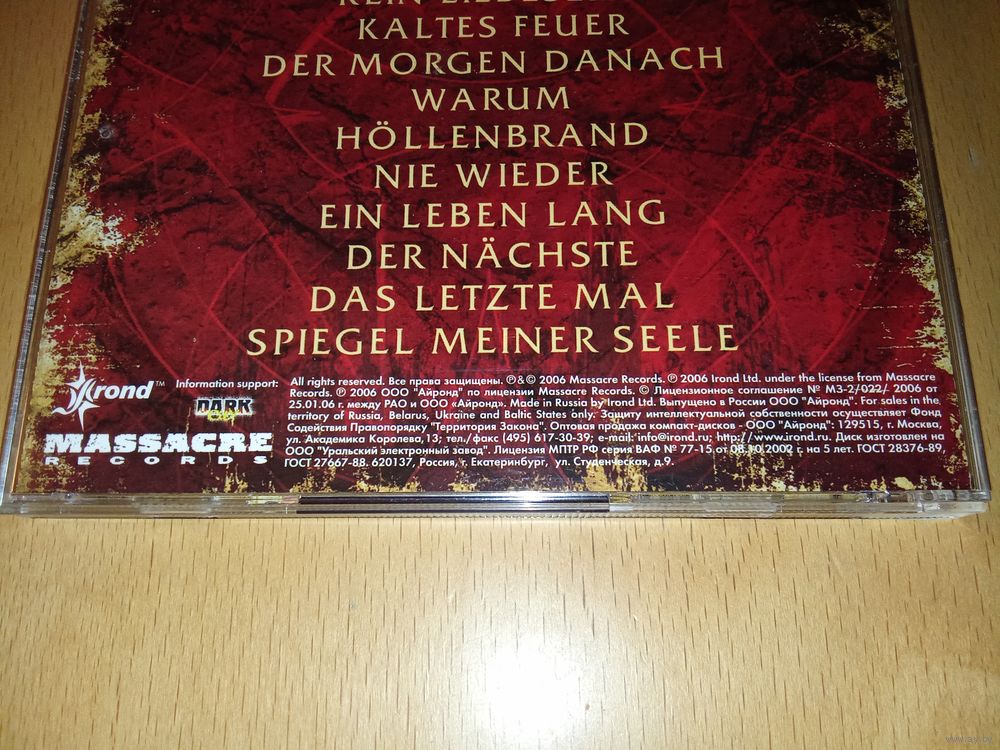 KALTES FEUER
DER MORGEN DANACH
WARUM
HÖLLENBRAND
NIE WIEDER
EIN LEBEN LANG
DER NÄCHSTE
DAS LETZTE MAL
SPIEGEL MEINER SEELE
Irond™
Information support:
DARK
MASSACRE
RECORDS
All rights reserved. Все права защищены. ℗&© 2006 Massacre Records. ℗ 2006 Irond Ltd. under the license from Massacre
Records. ℗ 2006 ООО "Айронд" по лицензии Massacre Records. © Лицензионное соглашение № МЗ-2/022/ 2006 от
25.01.06 г. между РАО и ООО «Айронд». Made in Russia by Irond Ltd. Выпущено в России ООО "Айронд". For sales in the
territory of Russia, Belarus, Ukraine and Baltic States only. Защиту интеллектуальной собственности осуществляет Фонд
Содействия Правопорядку "Территория Закона". Оптовая продажа компакт-дисков - ООО "Айронд": 129515, г. Москва,
ул. Академика Королева,13; тел./факс (495) 617-30-39; e-mail: info@irond.ru; http://www.irond.ru. Диск изготовлен на
ООО "Уральский электронный завод". Лицензия МПТР РФ серия ВАФ № 77-15 от 08.10.2002 г. на 5 лет. ГОСТ 28376-89,
ГОСТ 27667-88. 620137, Россия, г. Екатеринбург, ул. Студенческая, д.9.